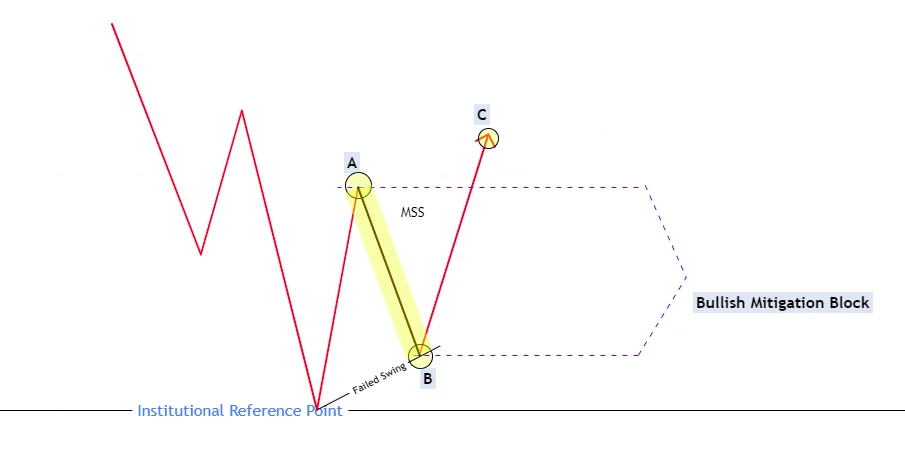 C
A
MSS
Bullish Mitigation Block
Failed Swing
B
Institutional Reference Point